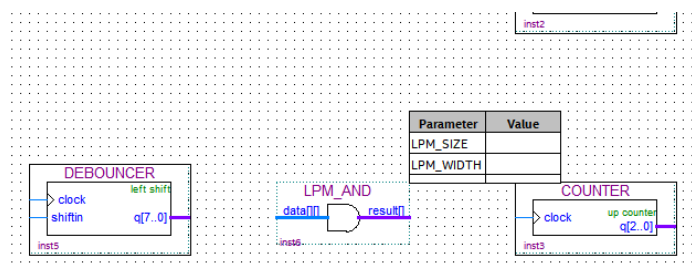 inst2
Parameter Value
LPM_SIZE
LPM_WIDTH
DEBOUNCER
left shift
clock
shiftin q[7..0]
inst5
LPM_AND
data[][] result[]
inst6
COUNTER
up counter
clock
q[2..0]
inst3